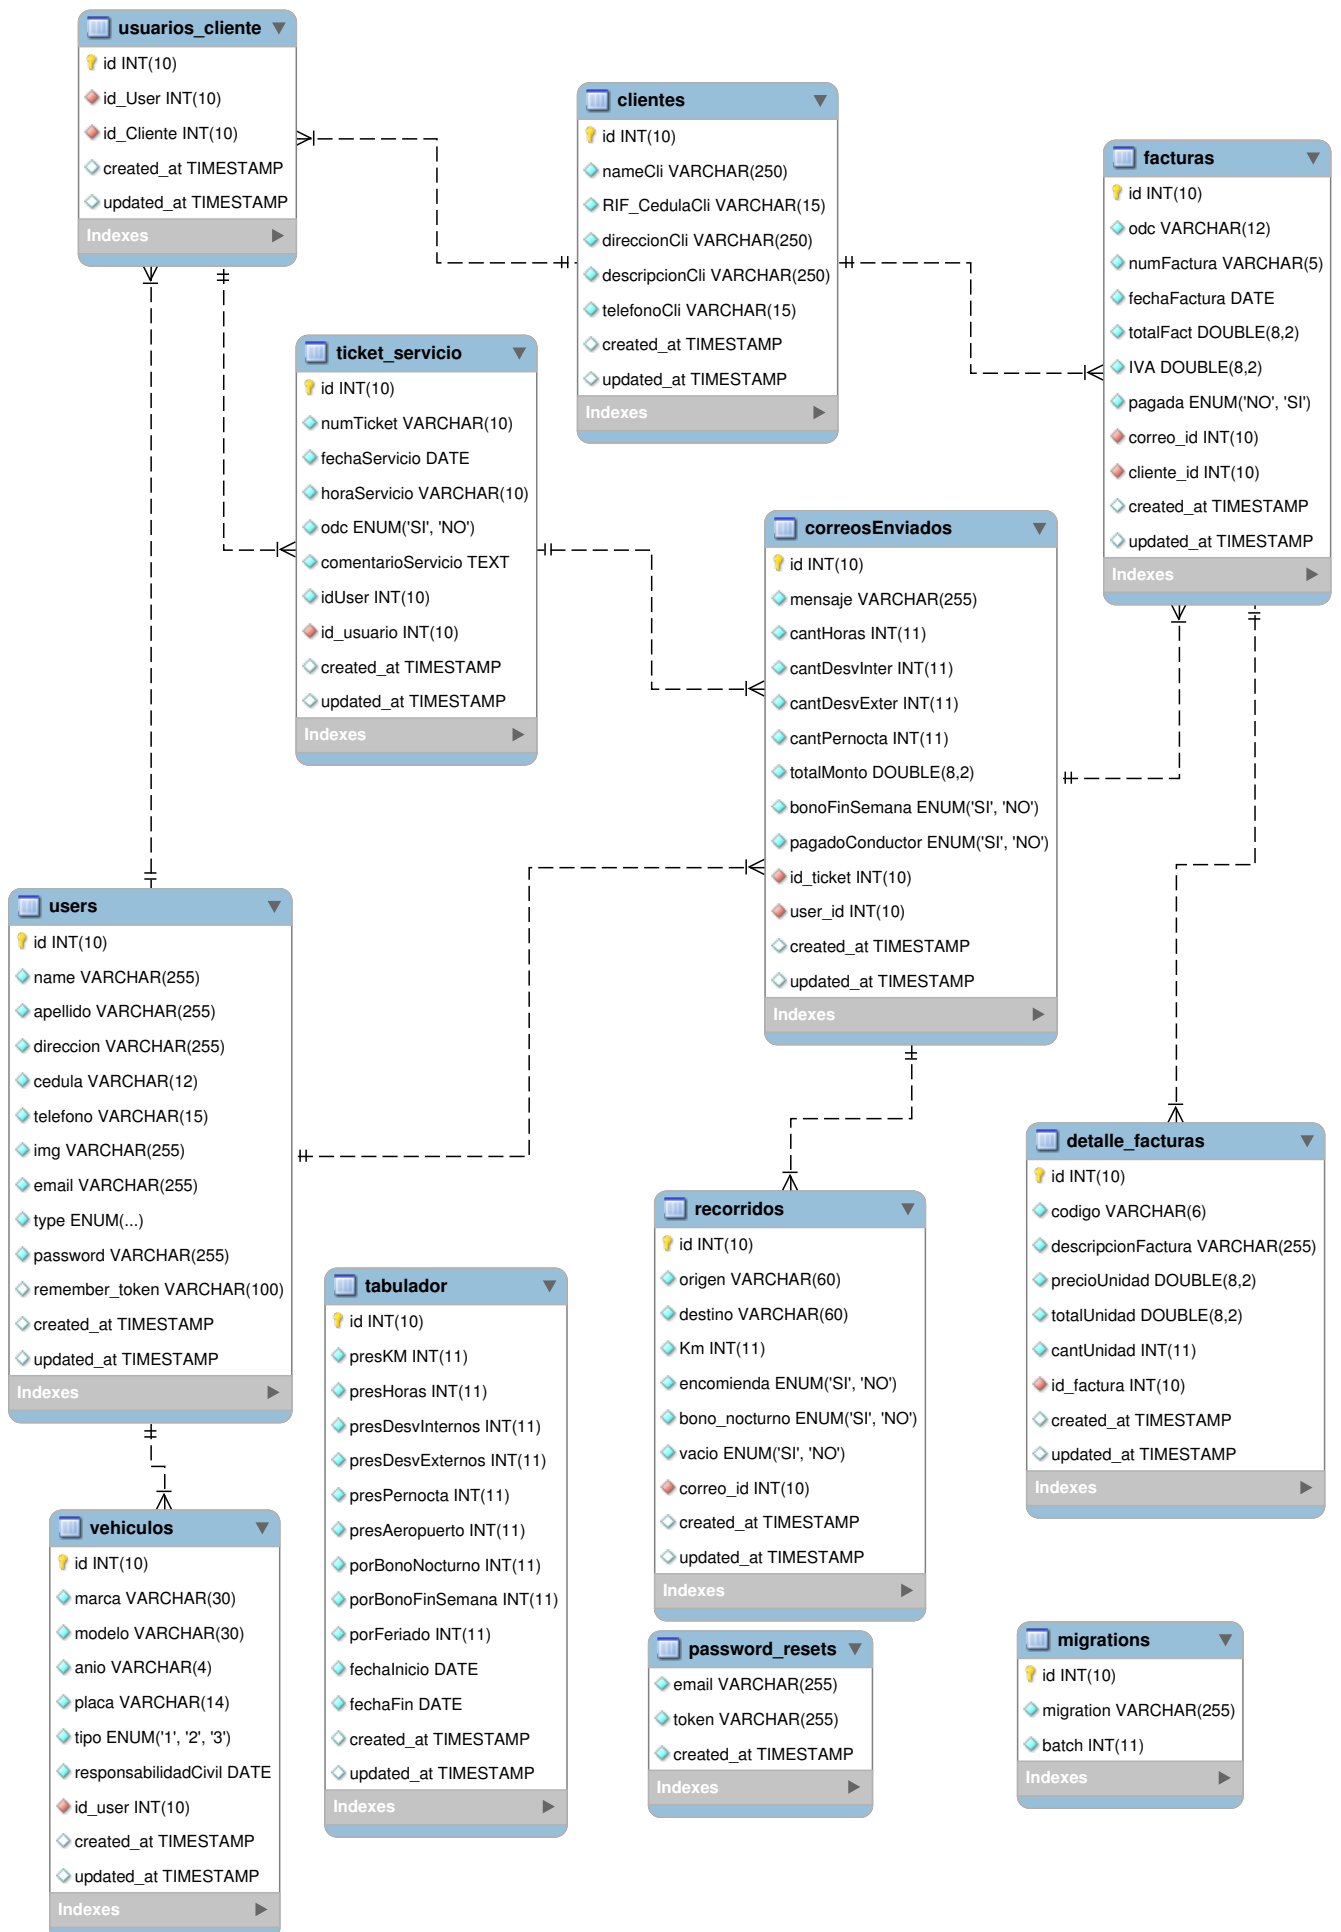 usuarios_cliente
id INT(10)
id_User INT(10)
id_Cliente INT(10)
created_at TIMESTAMP
updated_at TIMESTAMP
Indexes
clientes
id INT(10)
nameCli VARCHAR(250)
RIF_CedulaCli VARCHAR(15)
direccionCli VARCHAR(250)
descripcionCli VARCHAR(250)
telefonoCli VARCHAR(15)
created_at TIMESTAMP
updated_at TIMESTAMP
Indexes
facturas
id INT(10)
odc VARCHAR(12)
numFactura VARCHAR(5)
fechaFactura DATE
totalFact DOUBLE(8,2)
IVA DOUBLE(8,2)
pagada ENUM('NO', 'SI')
correo_id INT(10)
cliente_id INT(10)
created_at TIMESTAMP
updated_at TIMESTAMP
Indexes
ticket_servicio
id INT(10)
numTicket VARCHAR(10)
fechaServicio DATE
horaServicio VARCHAR(10)
odc ENUM('SI', 'NO')
comentarioServicio TEXT
idUser INT(10)
id_usuario INT(10)
created_at TIMESTAMP
updated_at TIMESTAMP
Indexes
correosEnviados
id INT(10)
mensaje VARCHAR(255)
cantHoras INT(11)
cantDesvInter INT(11)
cantDesvExter INT(11)
cantPernocta INT(11)
totalMonto DOUBLE(8,2)
bonoFinSemana ENUM('SI', 'NO')
pagadoConductor ENUM('SI', 'NO')
id_ticket INT(10)
user_id INT(10)
created_at TIMESTAMP
updated_at TIMESTAMP
Indexes
users
id INT(10)
name VARCHAR(255)
apellido VARCHAR(255)
direccion VARCHAR(255)
cedula VARCHAR(12)
telefono VARCHAR(15)
img VARCHAR(255)
email VARCHAR(255)
type ENUM(...)
password VARCHAR(255)
remember_token VARCHAR(100)
created_at TIMESTAMP
updated_at TIMESTAMP
Indexes
detalle_facturas
id INT(10)
codigo VARCHAR(6)
descripcionFactura VARCHAR(255)
precioUnidad DOUBLE(8,2)
totalUnidad DOUBLE(8,2)
cantUnidad INT(11)
id_factura INT(10)
created_at TIMESTAMP
updated_at TIMESTAMP
Indexes
recorridos
id INT(10)
origen VARCHAR(60)
destino VARCHAR(60)
Km INT(11)
encomienda ENUM('SI', 'NO')
bono_nocturno ENUM('SI', 'NO')
vacio ENUM('SI', 'NO')
correo_id INT(10)
created_at TIMESTAMP
updated_at TIMESTAMP
Indexes
tabulador
id INT(10)
presKM INT(11)
presHoras INT(11)
presDesvInternos INT(11)
presDesvExternos INT(11)
presPernocta INT(11)
presAeropuerto INT(11)
porBonoNocturno INT(11)
porBonoFinSemana INT(11)
porFeriado INT(11)
fechaInicio DATE
fechaFin DATE
created_at TIMESTAMP
updated_at TIMESTAMP
Indexes
vehiculos
id INT(10)
marca VARCHAR(30)
modelo VARCHAR(30)
anio VARCHAR(4)
placa VARCHAR(14)
tipo ENUM('1', '2', '3')
responsabilidadCivil DATE
id_user INT(10)
created_at TIMESTAMP
updated_at TIMESTAMP
Indexes
password_resets
email VARCHAR(255)
token VARCHAR(255)
created_at TIMESTAMP
Indexes
migrations
id INT(10)
migration VARCHAR(255)
batch INT(11)
Indexes